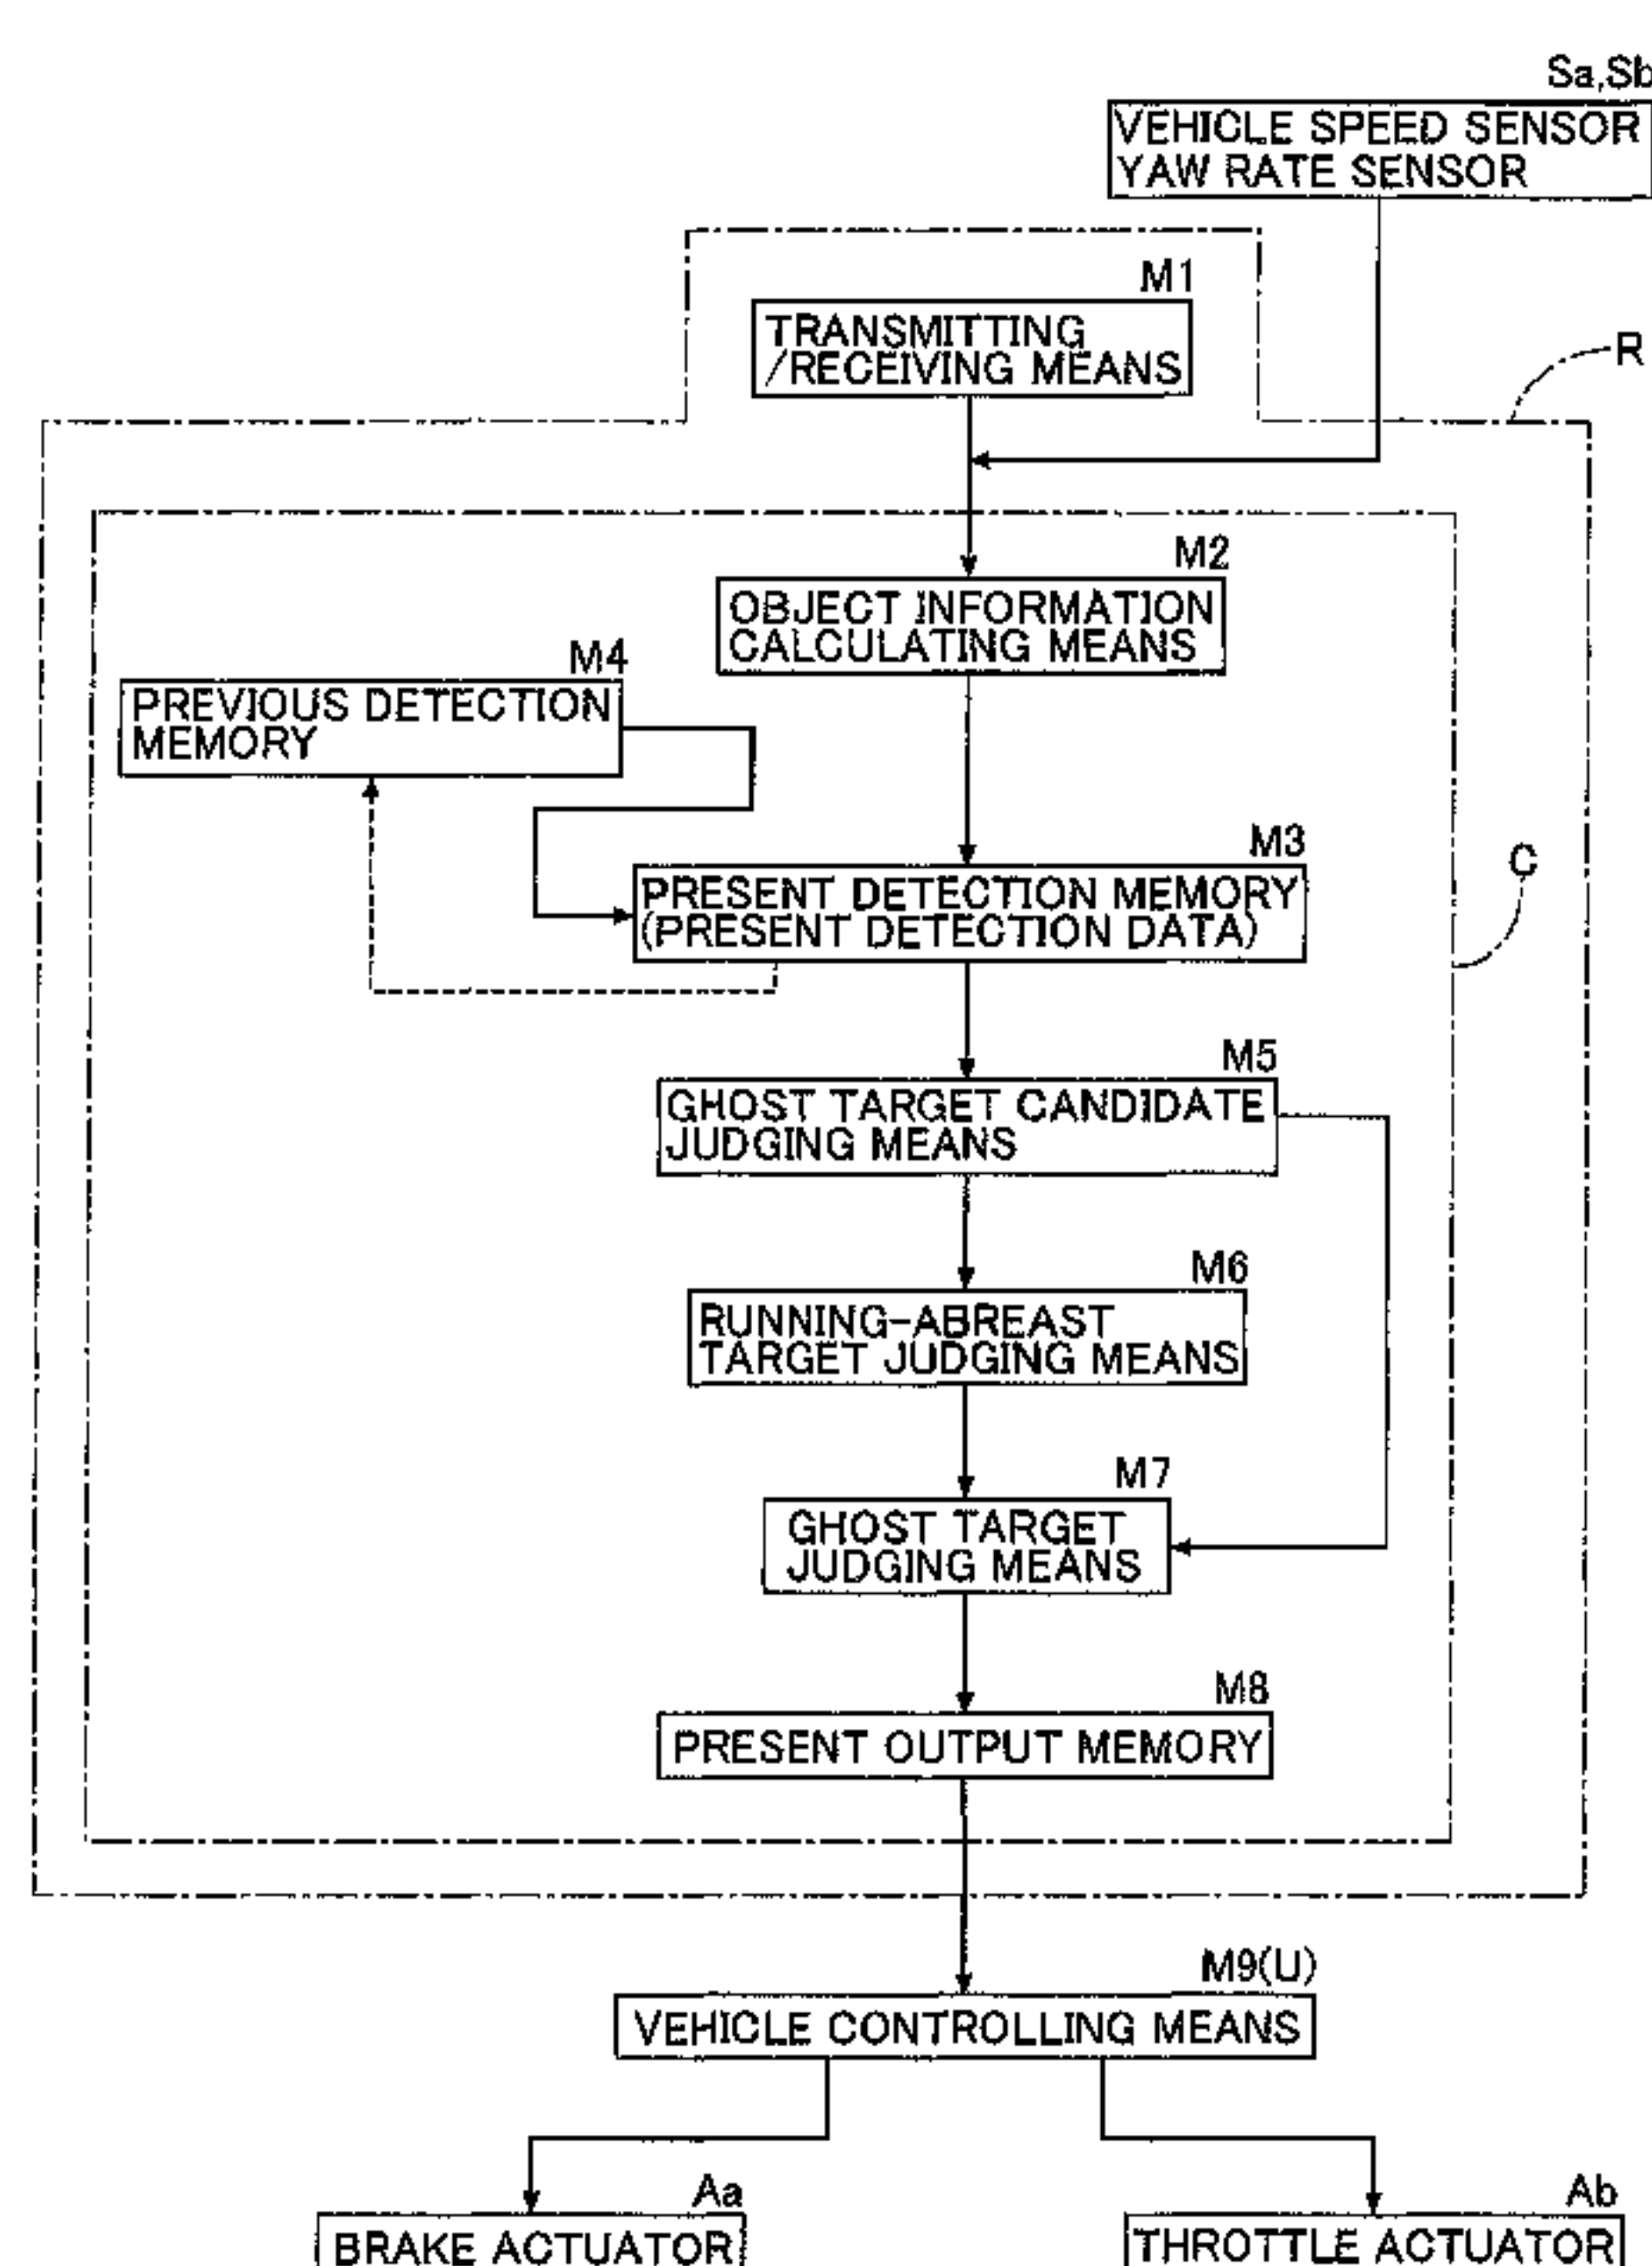 Sa,Sb
VEHICLE SPEED SENSOR
YAW RATE SENSOR
M1
TRANSMITTING
/RECEIVING MEANS
R
M2
OBJECT INFORMATION
CALCULATING MEANS
M4
PREVIOUS DETECTION
MEMORY
M3
PRESENT DETECTION MEMORY
(PRESENT DETECTION DATA)
C
M5
GHOST TARGET CANDIDATE
JUDGING MEANS
M6
RUNNING-ABREAST
TARGET JUDGING MEANS
M7
GHOST TARGET
JUDGING MEANS
M8
PRESENT OUTPUT MEMORY
M9(U)
VEHICLE CONTROLLING MEANS
Aa
BRAKE ACTUATOR
Ab
THROTTLE ACTUATOR